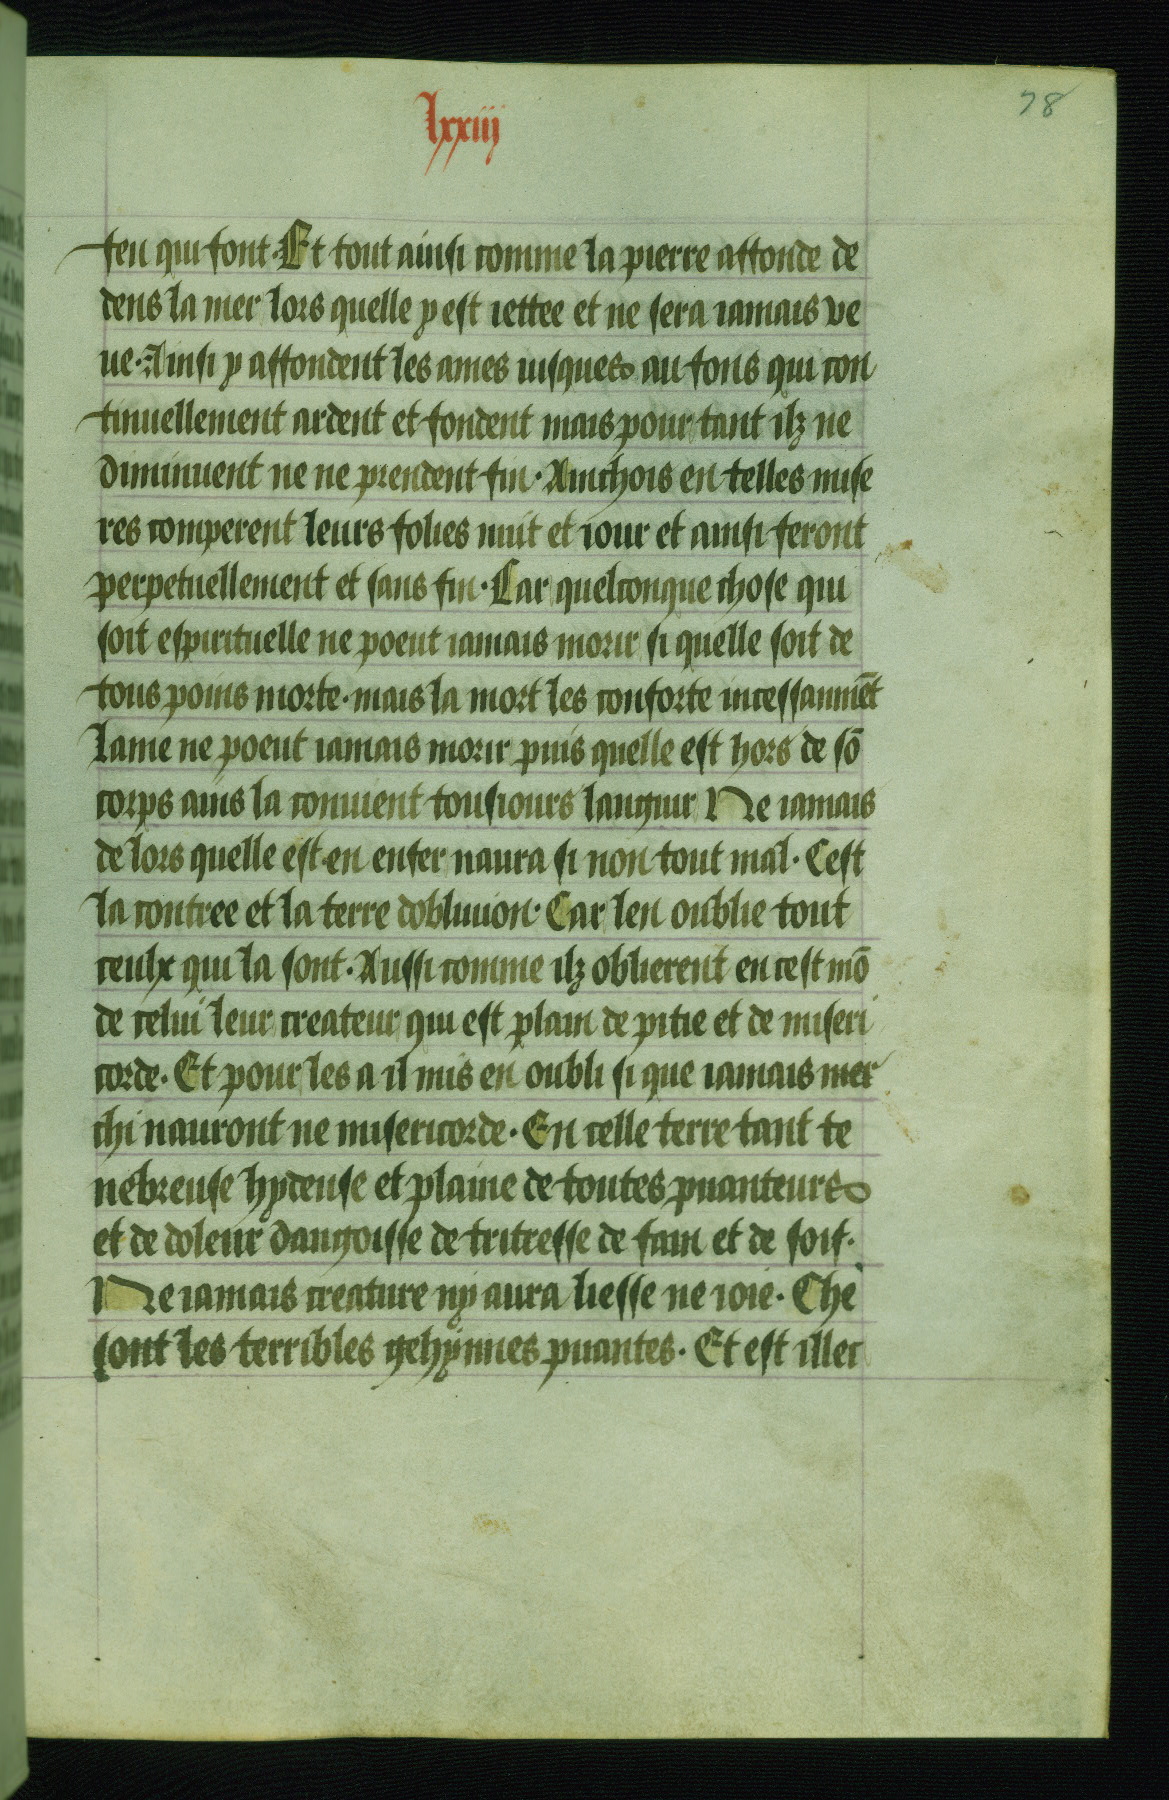 78
lxxiij
feu qui font. Et tout ainsi comme la pierre affonde de
dens la mer lors quelle y est iettee et ne sera iamais ve
ue. Ainsi y affondent les ames iusques au fons qui con
tinuellement ardent et fondent mais pour tant ilz ne
diminuent ne ne prendent fin. Ainchois en telles mise
res comperent leurs folies nuit et iour et ainsi feront
perpetuellement et sans fin. Car quelconque chose qui
soit espirituelle ne poeut iamais morir si quelle soit de
tous poins morte. mais la mort les conforte incessanmēt
Lame ne poeut iamais morir puis quelle est hors de sō
corps ains la conuient tousiours languir Ne iamais
de lors quelle est en enfer naura si non tout mal. Cest
la contree et la terre dobliuion. Car len oublie tout
ceulx qui la sont. Aussi comme ilz oblierent en cest mō
de celui leur createur qui est plain de pitie et de miseri
corde. Et pour les a il mis en oubli si que iamais mer
chi nauront ne misericorde. En celle terre tant te
nebreuse hydeuse et plaine de toutes puanteurs
et de doleur dangoisse de tritresse de fain et de soif.
Ne iamais creature ny aura liesse ne ioie. Che
sont les terribles gehynnes puantes. Et est illec